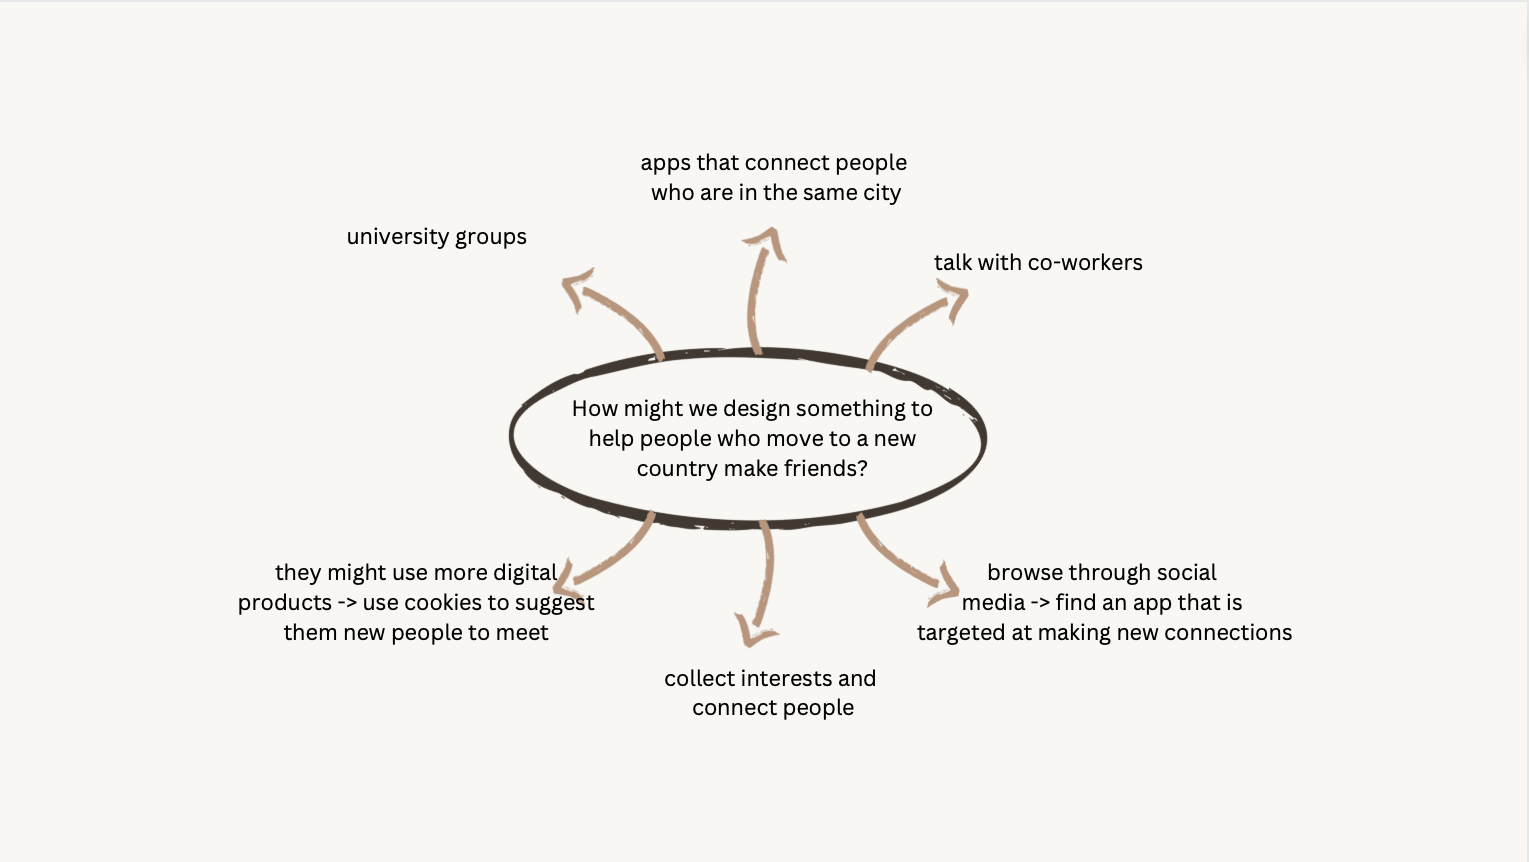 apps that connect people
who are in the same city
university groups
talk with co-workers
How might we design something to
help people who move to a new
country make friends?
they might use more digital
products -> use cookies to suggest
them new people to meet
browse through social
media -> find an app that is
targeted at making new connections
collect interests and
connect people